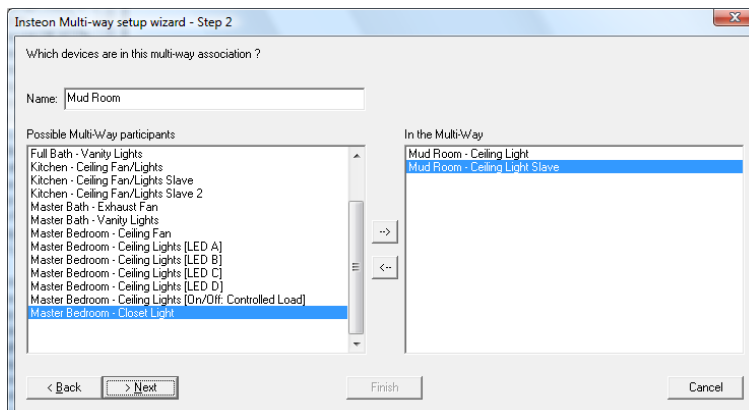 Insteon Multi-way setup wizard - Step 2
Which devices are in this multi-way association ?
Name: Mud Room
Possible Multi-Way participants
Full Bath - Vanity Lights
Kitchen - Ceiling Fan/Lights
Kitchen - Ceiling Fan/Lights Slave
Kitchen - Ceiling Fan/Lights Slave 2
Master Bath - Exhaust Fan
Master Bath - Vanity Lights
Master Bedroom - Ceiling Fan
Master Bedroom - Ceiling Lights [LED A]
Master Bedroom - Ceiling Lights [LED B]
Master Bedroom - Ceiling Lights [LED C]
Master Bedroom - Ceiling Lights [LED D]
Master Bedroom - Ceiling Lights [On/Off: Controlled Load]
Master Bedroom - Closet Light
-->
<--
In the Multi-Way
Mud Room - Ceiling Light
Mud Room - Ceiling Light Slave
< Back
> Next
Finish
Cancel